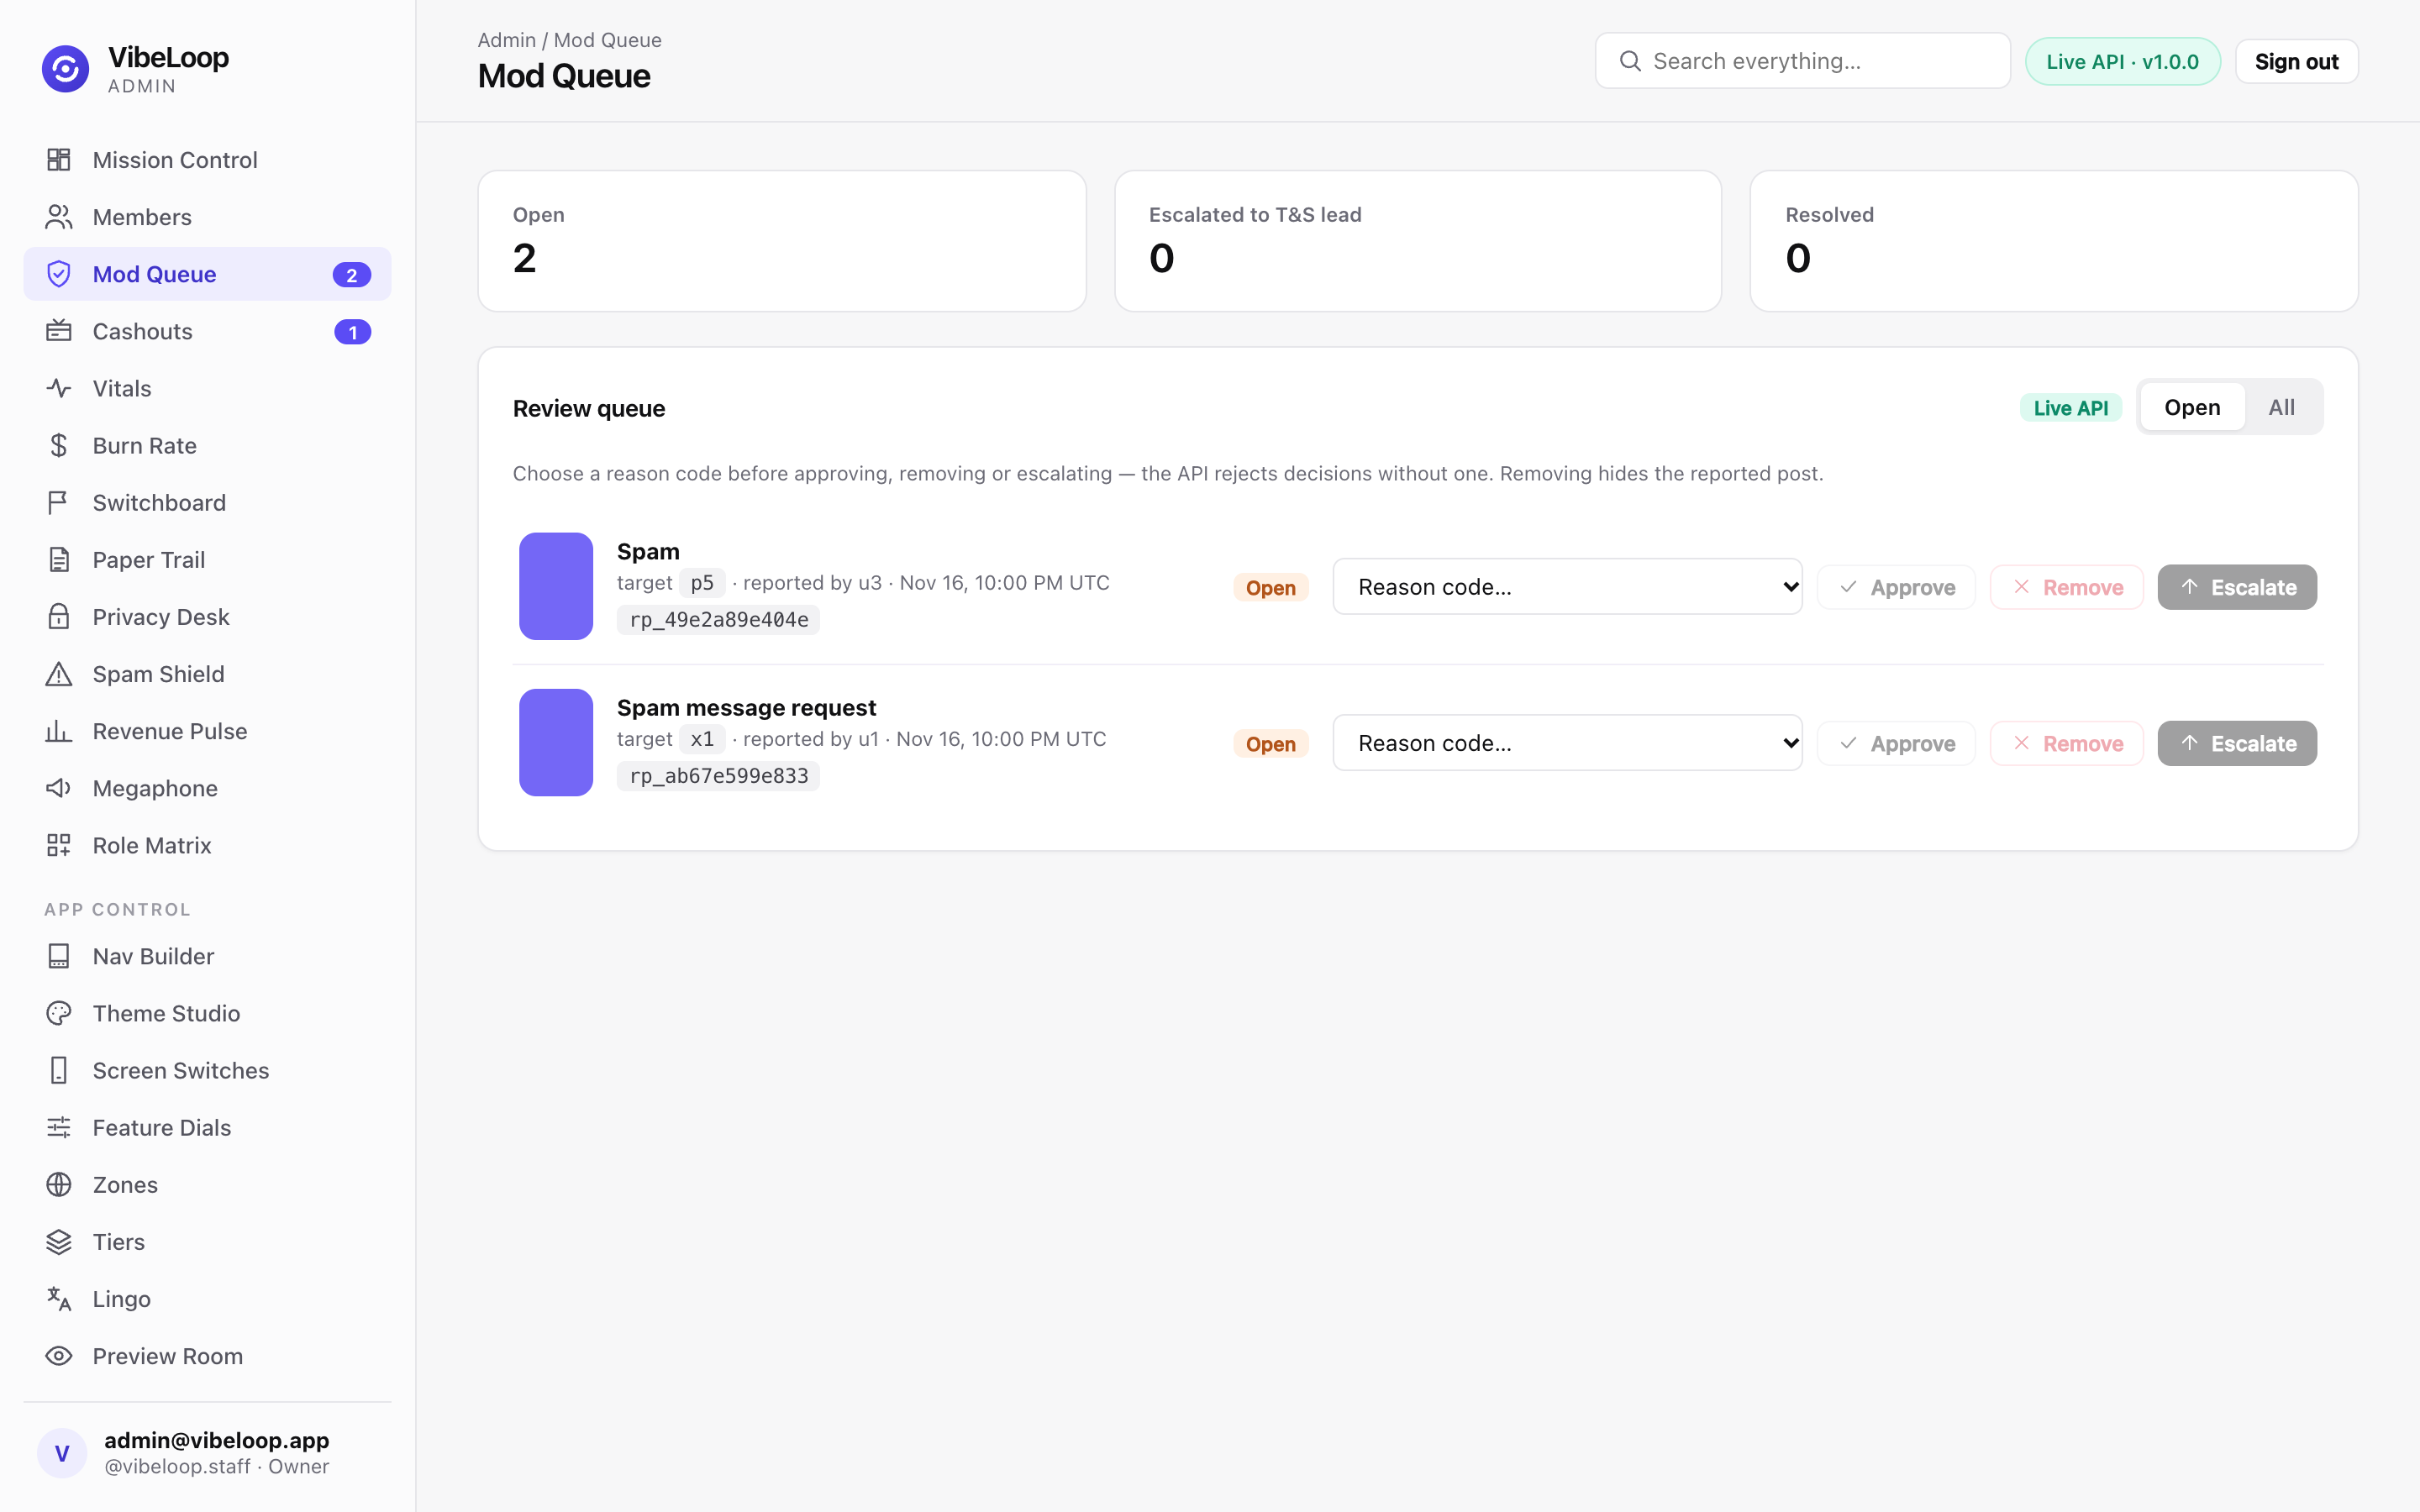 VibeLoop
ADMIN
Mission Control
Members
Mod Queue 2
Cashouts 1
Vitals
Burn Rate
Switchboard
Paper Trail
Privacy Desk
Spam Shield
Revenue Pulse
Megaphone
Role Matrix
APP CONTROL
Nav Builder
Theme Studio
Screen Switches
Feature Dials
Zones
Tiers
Lingo
Preview Room
V
admin@vibeloop.app
@vibeloop.staff · Owner
Admin / Mod Queue
Mod Queue
Search everything...
Live API · v1.0.0
Sign out
Open
2
Escalated to T&S lead
0
Resolved
0
Review queue
Live API
Open All
Choose a reason code before approving, removing or escalating — the API rejects decisions without one. Removing hides the reported post.
Spam
target p5 · reported by u3 · Nov 16, 10:00 PM UTC
rp_49e2a89e404e
Open
Reason code...
Approve
Remove
Escalate
Spam message request
target x1 · reported by u1 · Nov 16, 10:00 PM UTC
rp_ab67e599e833
Open
Reason code...
Approve
Remove
Escalate